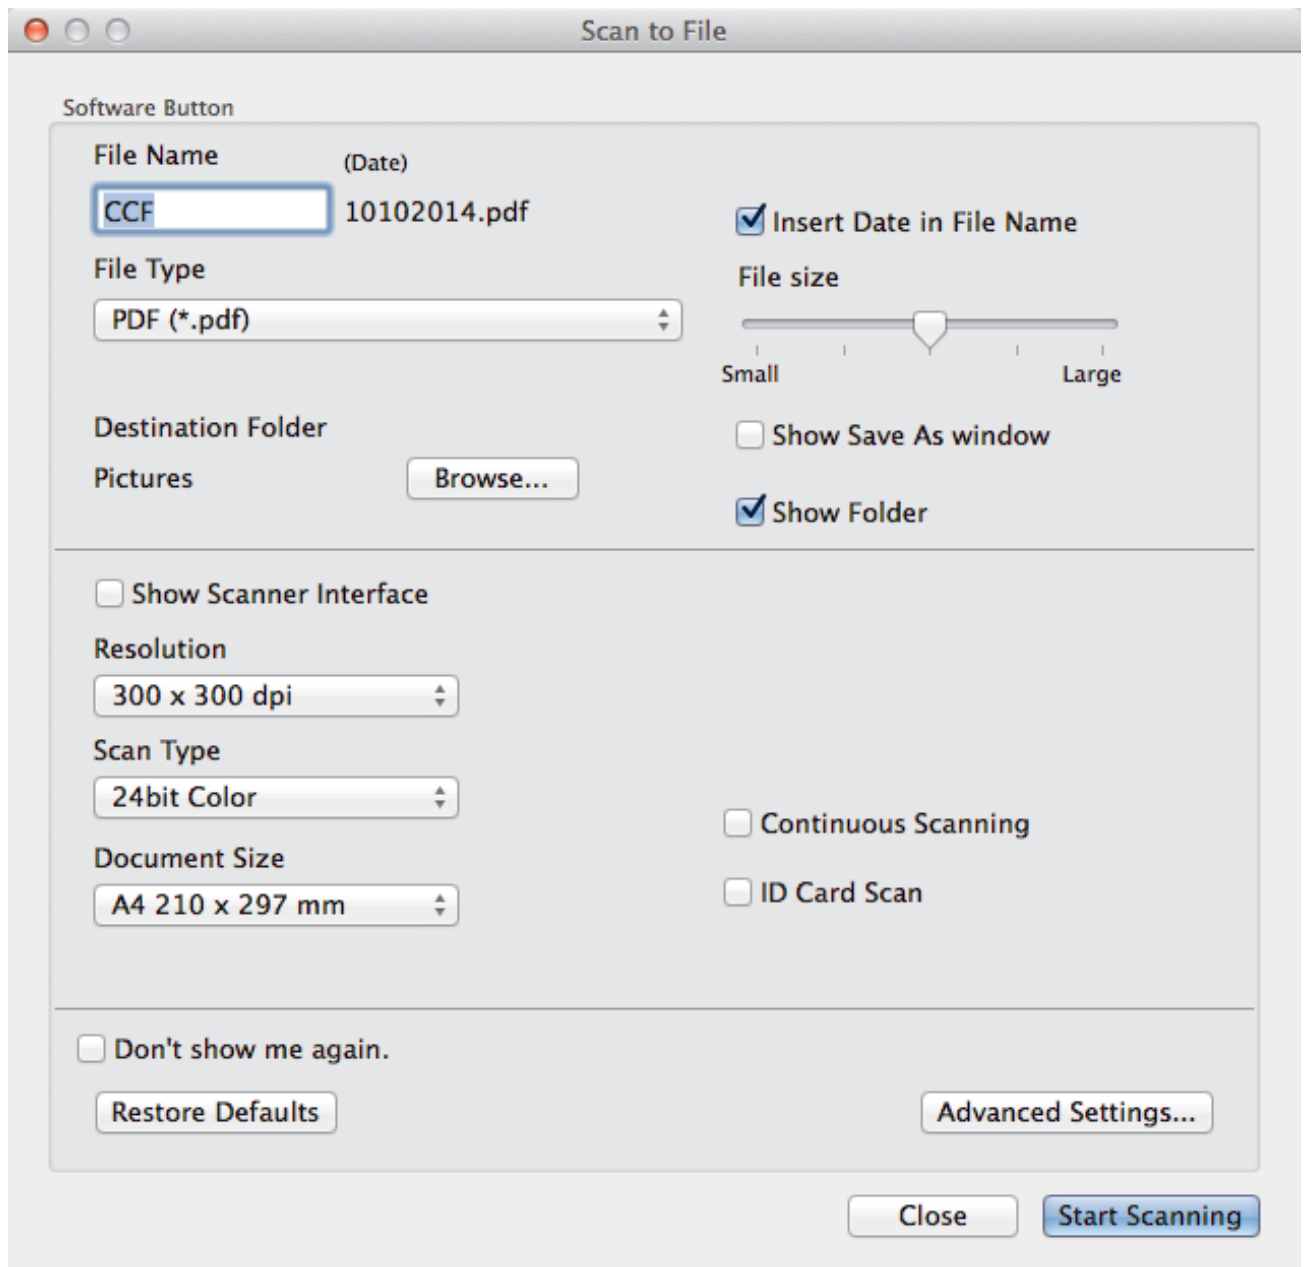 Scan to File
Software Button
File Name (Date)
CCF 10102014.pdf
Insert Date in File Name
File Type
File size
PDF (*.pdf)
Small Large
Destination Folder
Show Save As window
Pictures Browse...
Show Folder
Show Scanner Interface
Resolution
300 x 300 dpi
Scan Type
24bit Color
Continuous Scanning
Document Size
A4 210 x 297 mm
ID Card Scan
Don't show me again.
Restore Defaults Advanced Settings...
Close Start Scanning